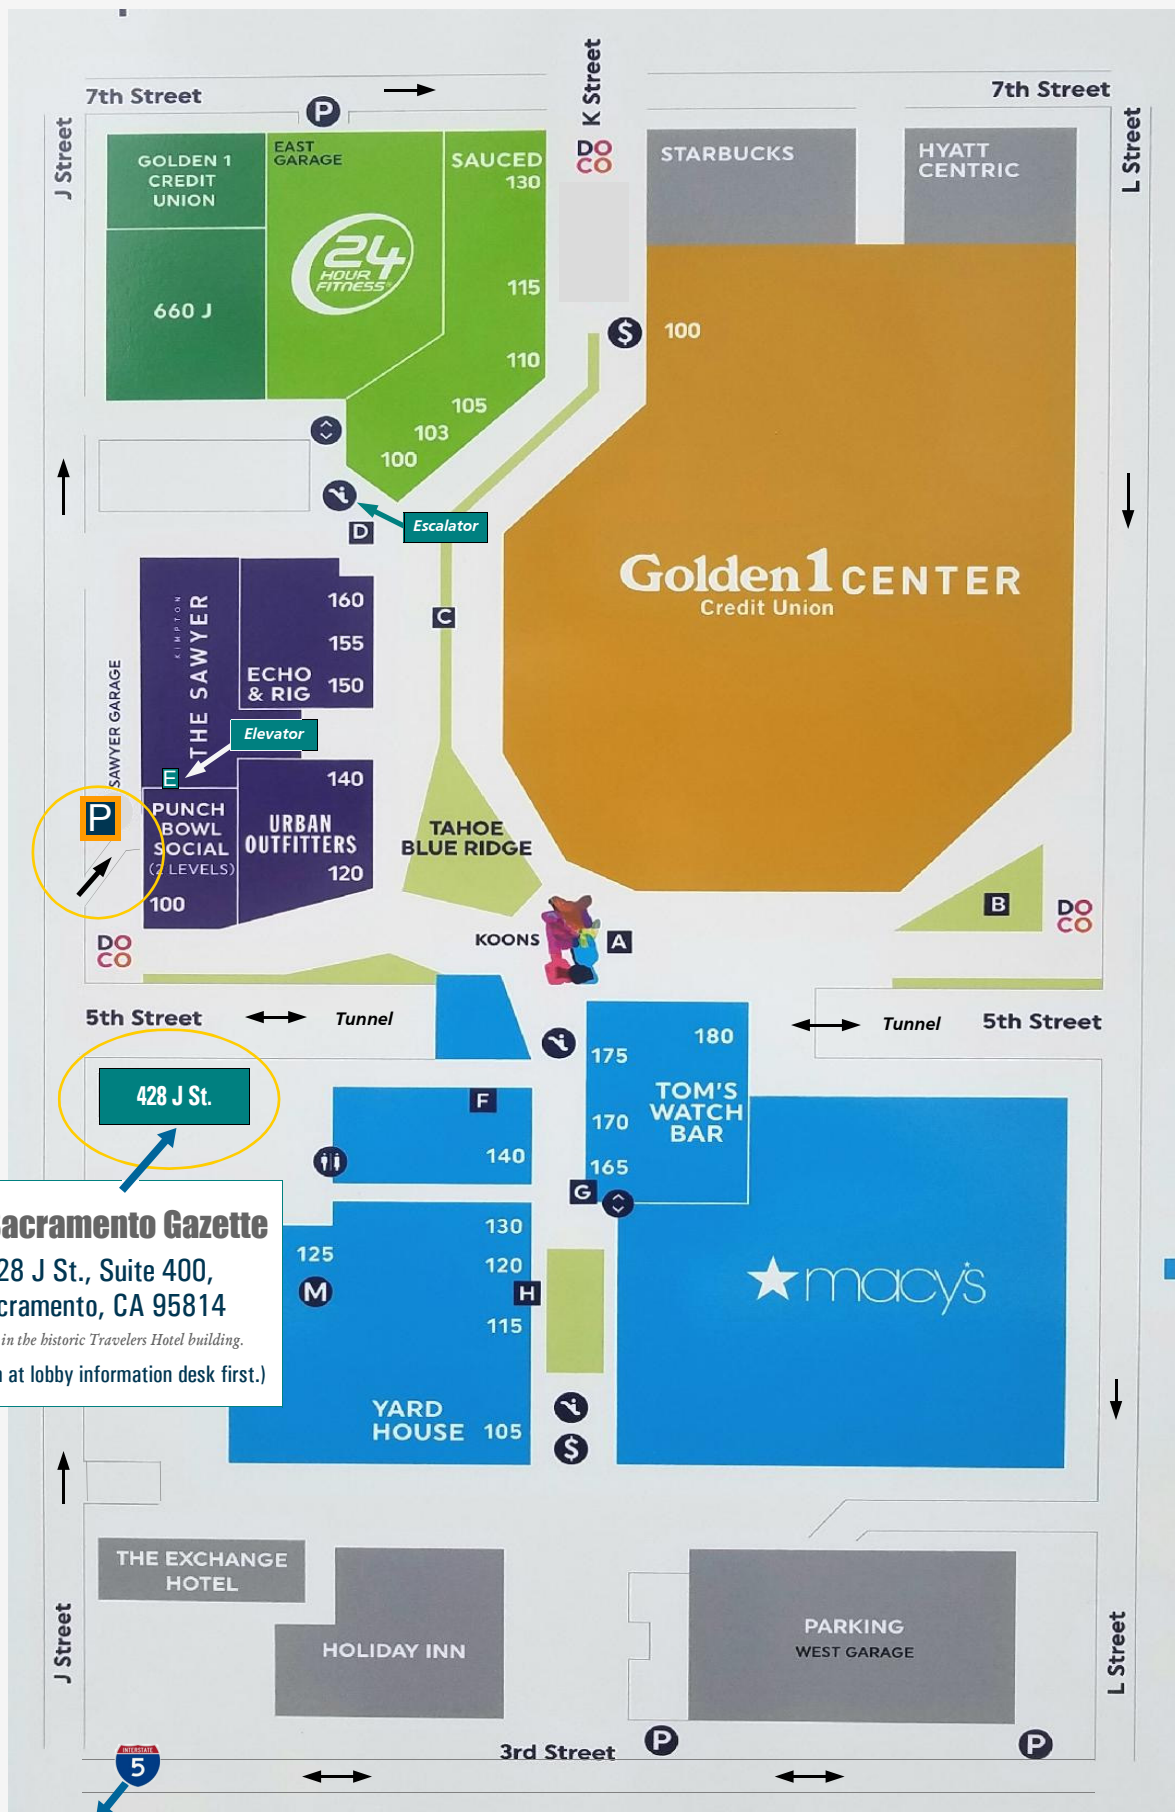 K Street
7th Street
P
7th Street
J Street
L Street
GOLDEN 1
CREDIT
UNION
EAST
GARAGE
SAUCED
130
DO
CO
STARBUCKS
HYATT
CENTRIC
24
HOUR
FITNESS
660 J
115
$
100
110
105
103
100
D
Escalator
Golden1 CENTER
Credit Union
C
KIMPTON
THE SAWYER
160
155
ECHO
& RIG
150
SAWYER GARAGE
Elevator
E
140
P
PUNCH
BOWL
SOCIAL
(2 LEVELS)
100
URBAN
OUTFITTERS
120
TAHOE
BLUE RIDGE
B
DO
CO
KOONS
A
DO
CO
5th Street
Tunnel
Tunnel
5th Street
180
175
428 J St.
F
TOM'S
WATCH
BAR
170
140
165
G
acramento Gazette
28 J St., Suite 400,
cramento, CA 95814
in the historic Travelers Hotel building.
at lobby information desk first.)
130
125
120
M
H
115
macy's
YARD
HOUSE
105
$
THE EXCHANGE
HOTEL
HOLIDAY INN
PARKING
WEST GARAGE
J Street
L Street
3rd Street
P
P
INTERSTATE
5